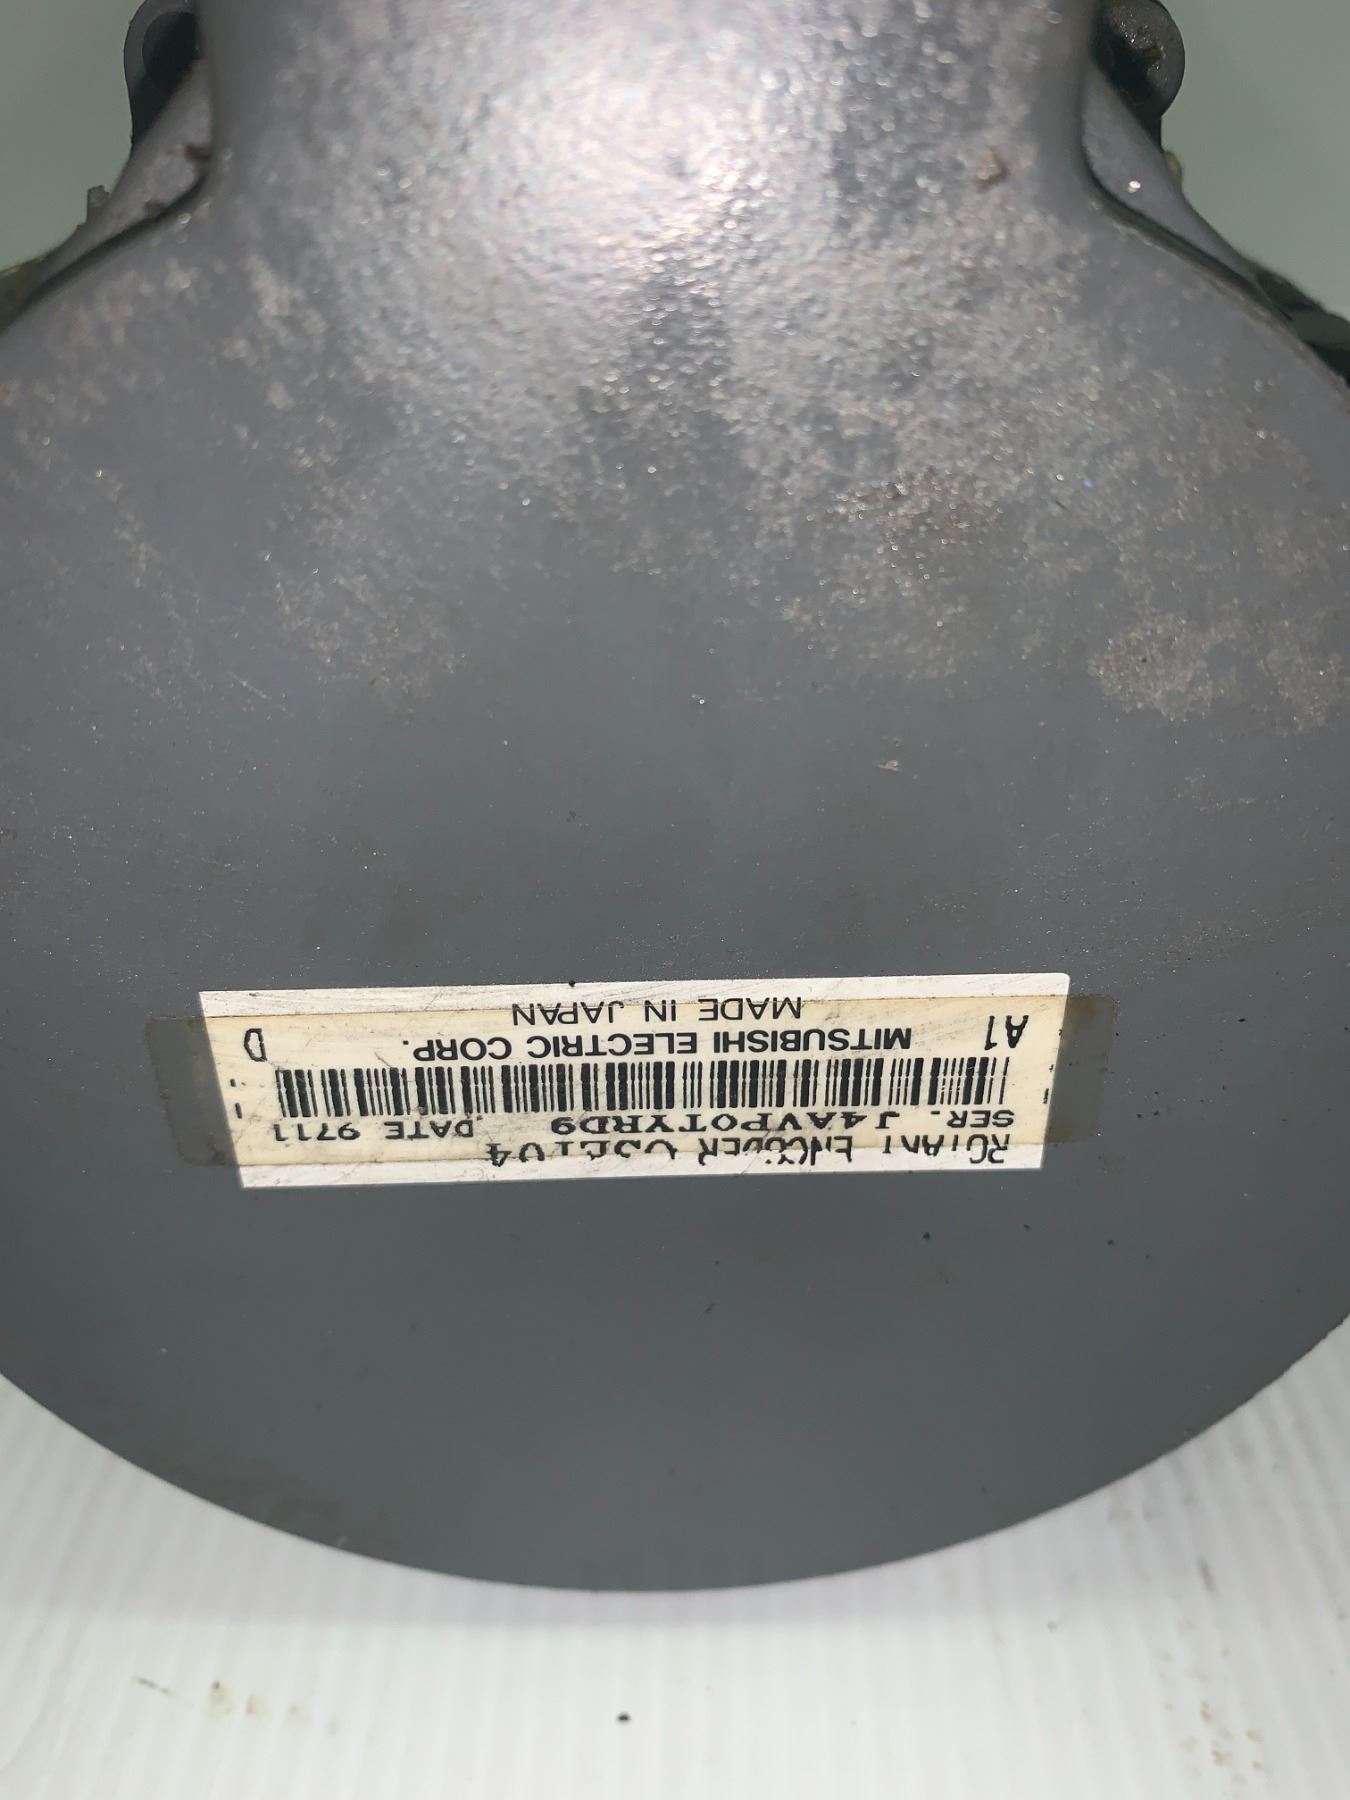 ROTARY ENCODER OSE104
SER. J4AVPOTYRD9 DATE 9711
A1 MITSUBISHI ELECTRIC CORP. D
MADE IN JAPAN